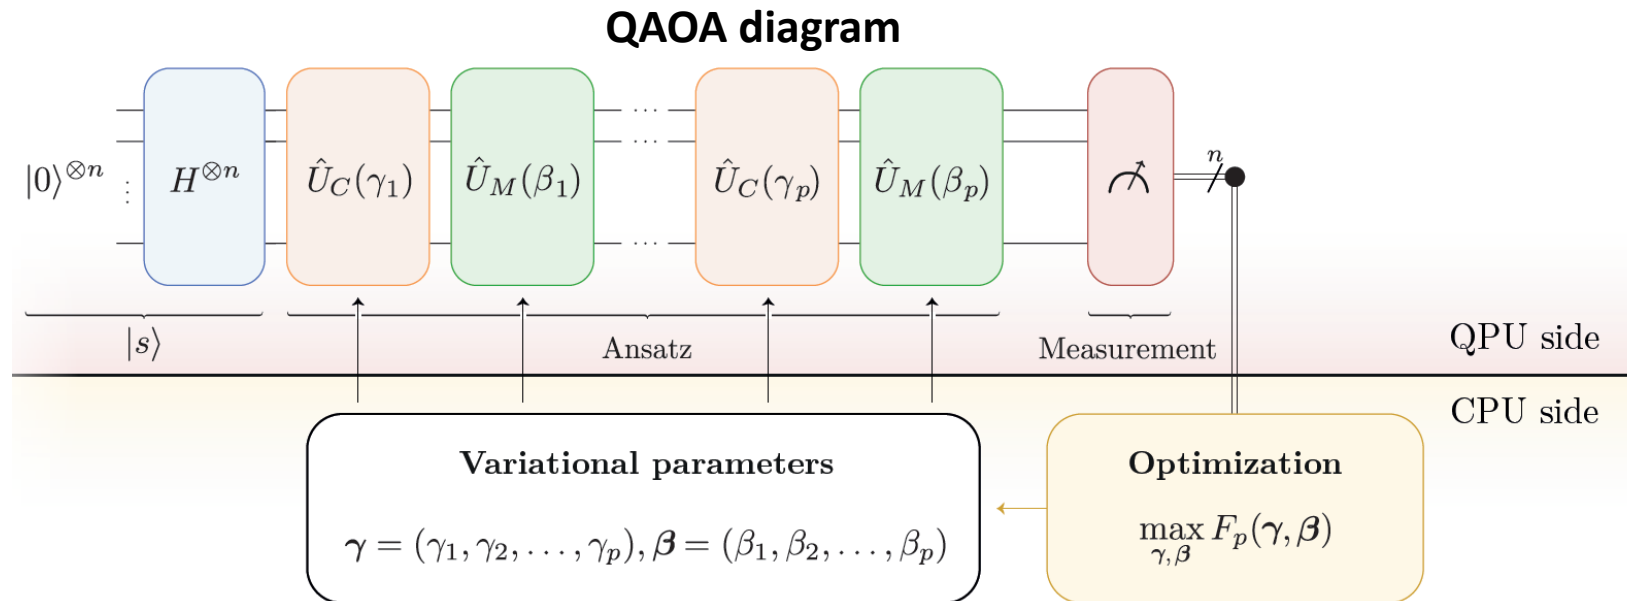 QAOA diagram
|0⟩^{⊗n}
⋮
H^{⊗n}
Û_C(γ_1)
Û_M(β_1)
···
···
···
Û_C(γ_p)
Û_M(β_p)
n
|s⟩
Ansatz
Measurement
QPU side
CPU side
Variational parameters
γ = (γ_1, γ_2, . . . , γ_p), β = (β_1, β_2, . . . , β_p)
Optimization
max F_p(γ, β)
γ,β